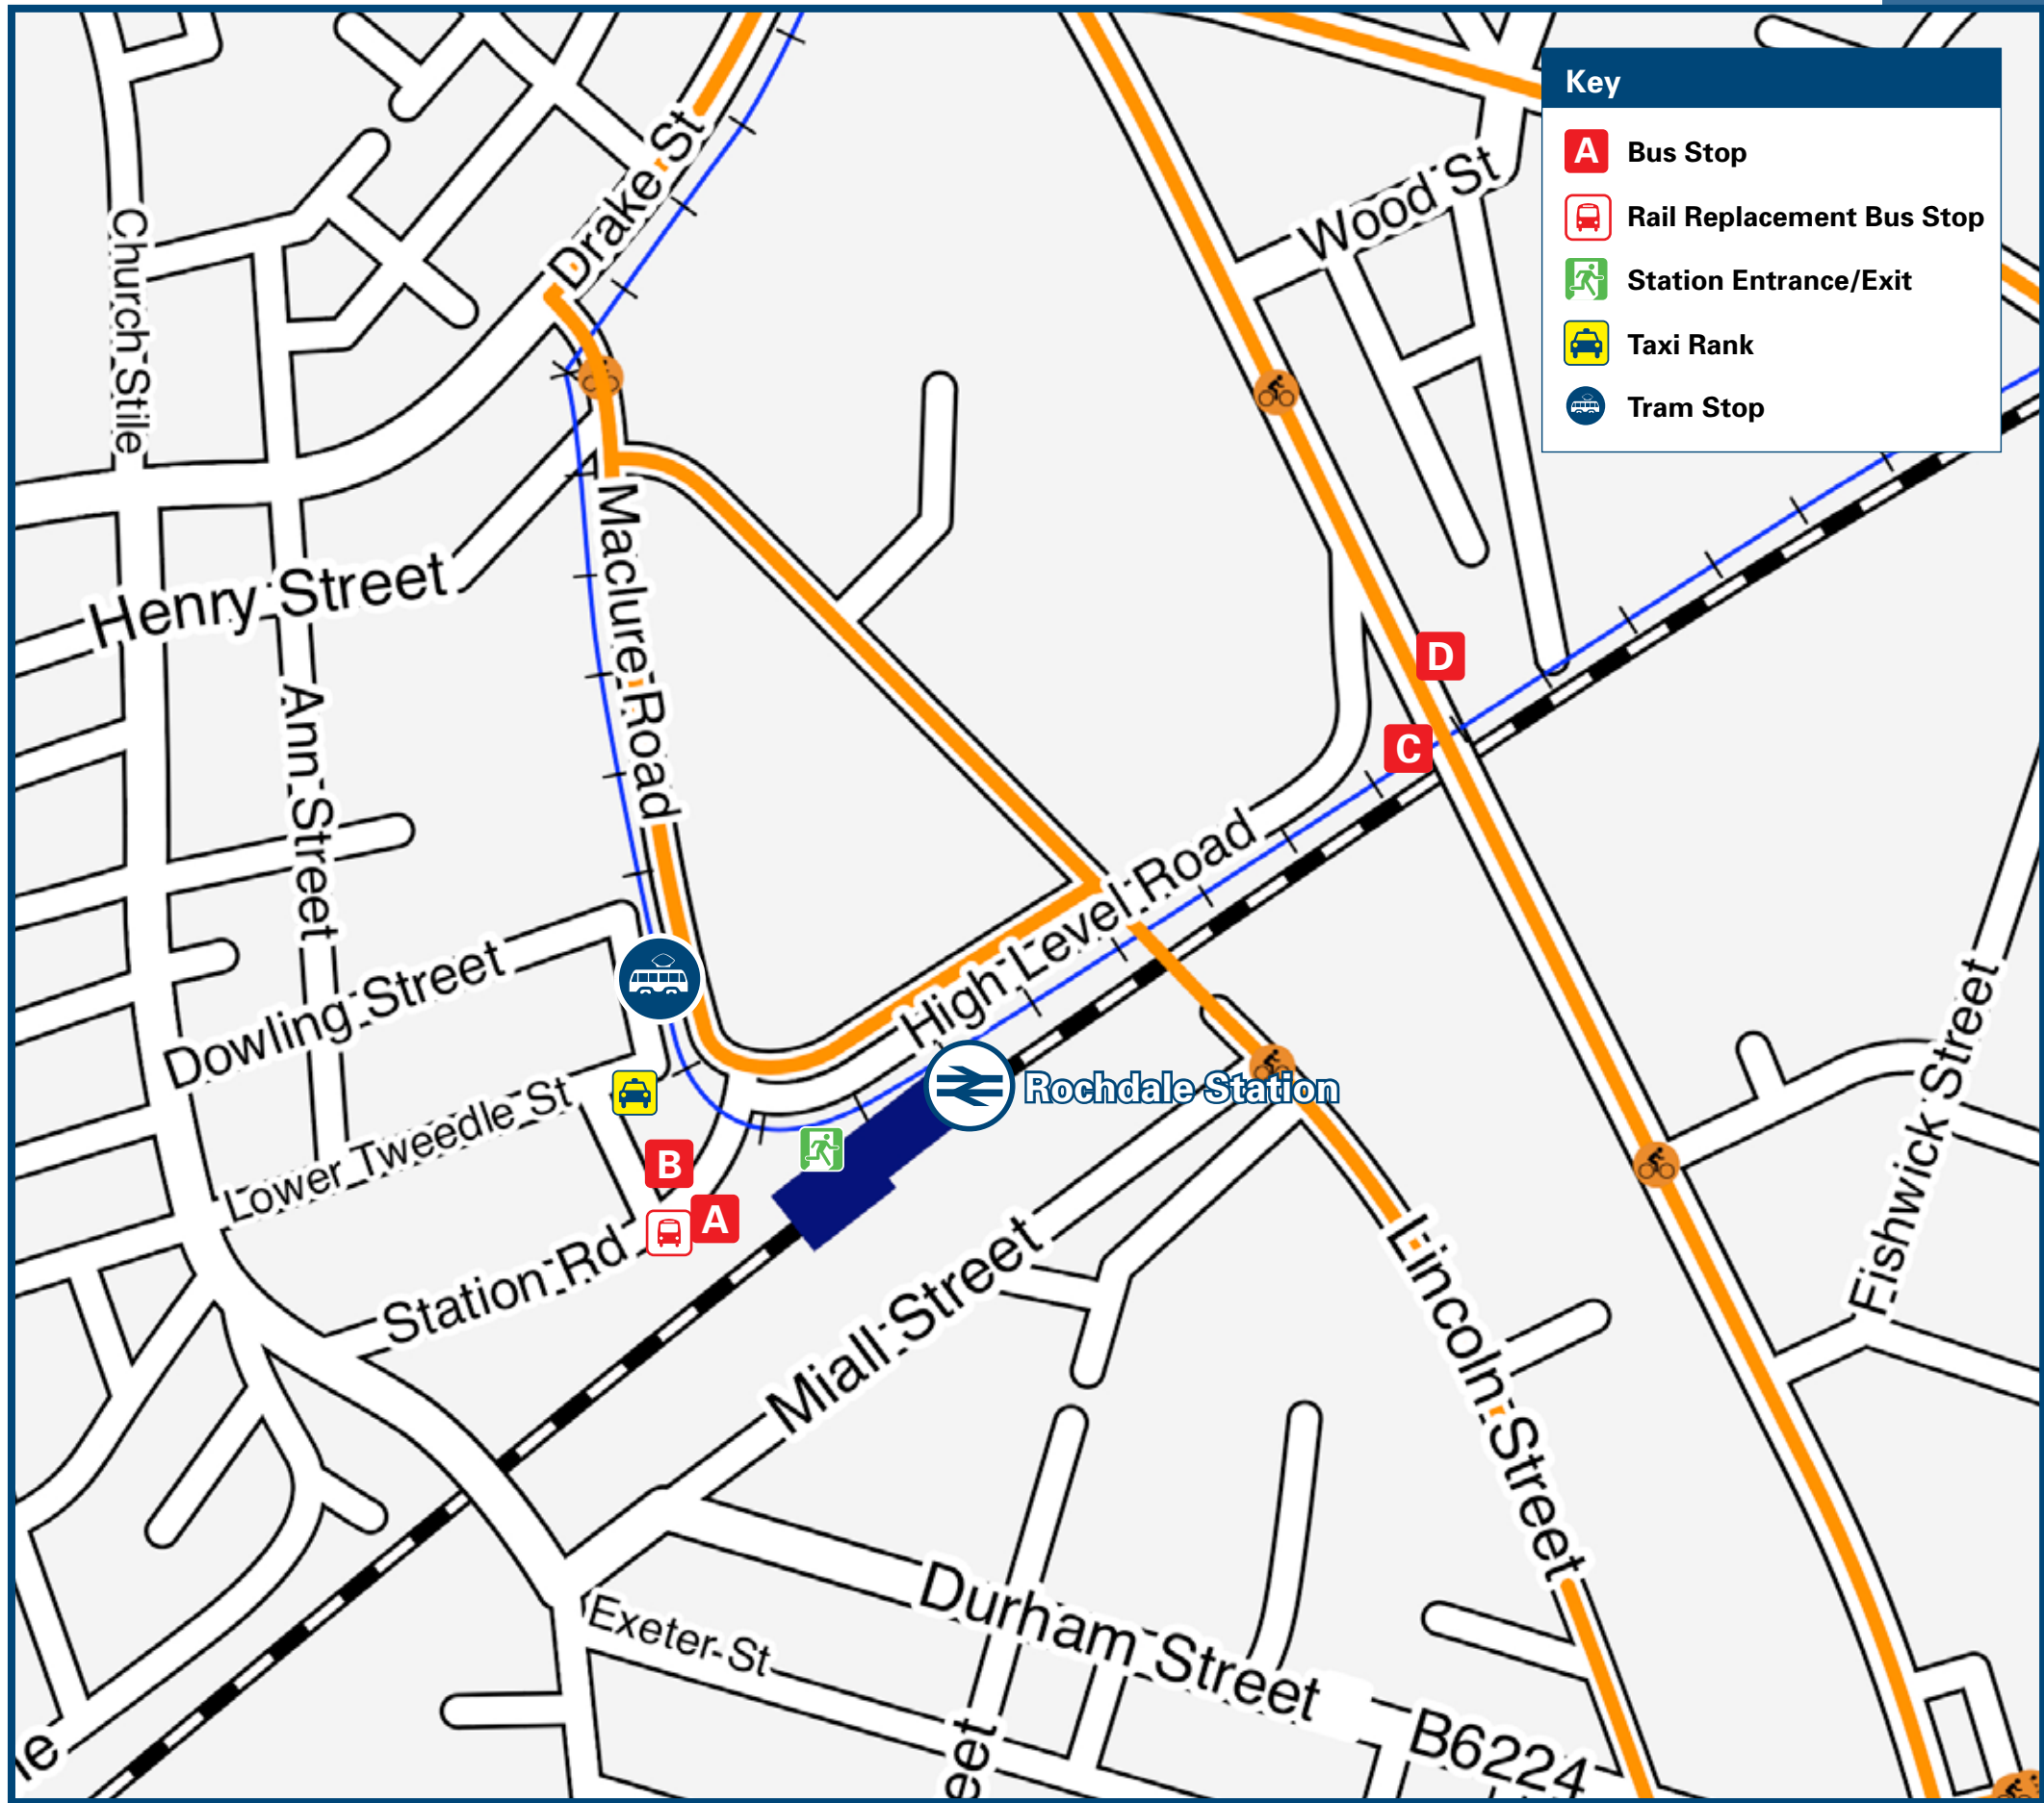 Key
A Bus Stop
Rail Replacement Bus Stop
Station Entrance/Exit
Taxi Rank
Tram Stop
Drake St
Church Stile
Wood St
Henry Street
Maclure Road
Ann Street
D
C
High Level Road
Dowling Street
Rochdale Station
Lower Tweedle St
B
A
Station Rd
Fishwick Street
Miall Street
Lincoln Street
Durham Street
Exeter St
B6224
eet
le